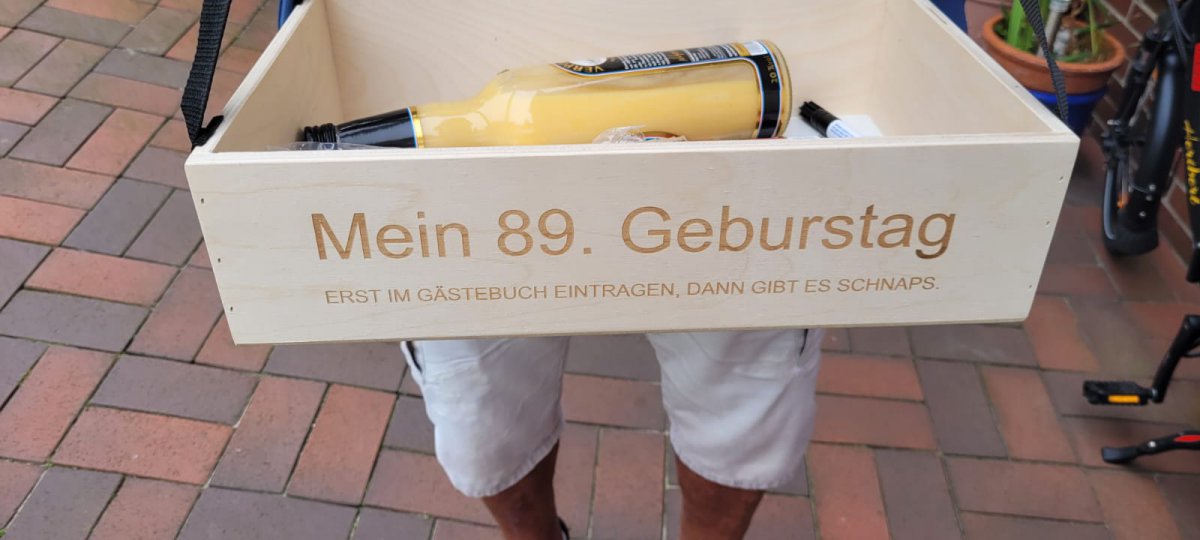 Mein 89. Geburstag
ERST IM GÄSTEBUCH EINTRAGEN, DANN GIBT ES SCHNAPS.